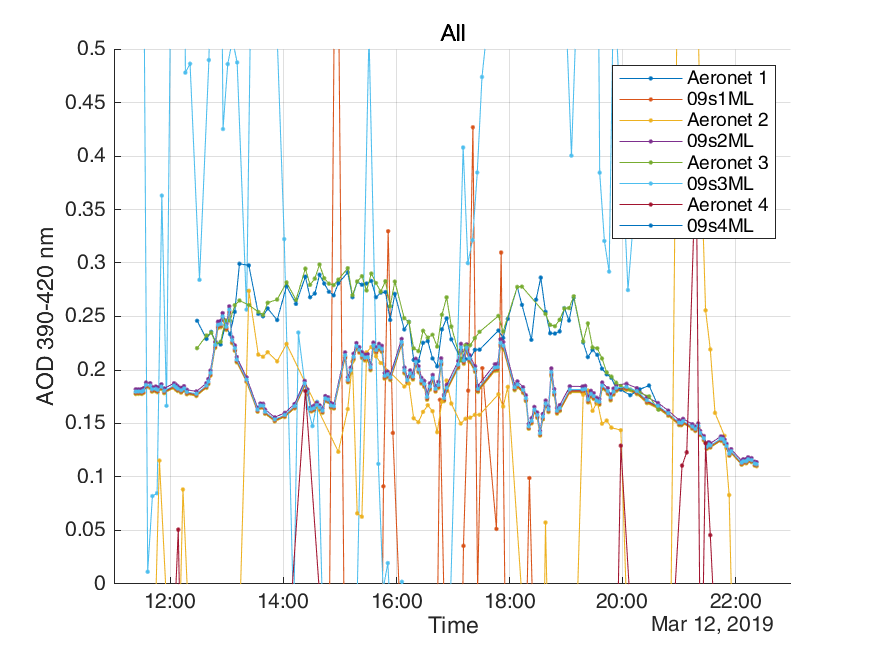 All
0.5
0.45
0.4
0.35
0.3
0.25
0.2
0.15
0.1
0.05
0
AOD 390-420 nm
Aeronet 1
09s1ML
Aeronet 2
09s2ML
Aeronet 3
09s3ML
Aeronet 4
09s4ML
12:00 14:00 16:00 18:00 20:00 22:00
Time
Mar 12, 2019